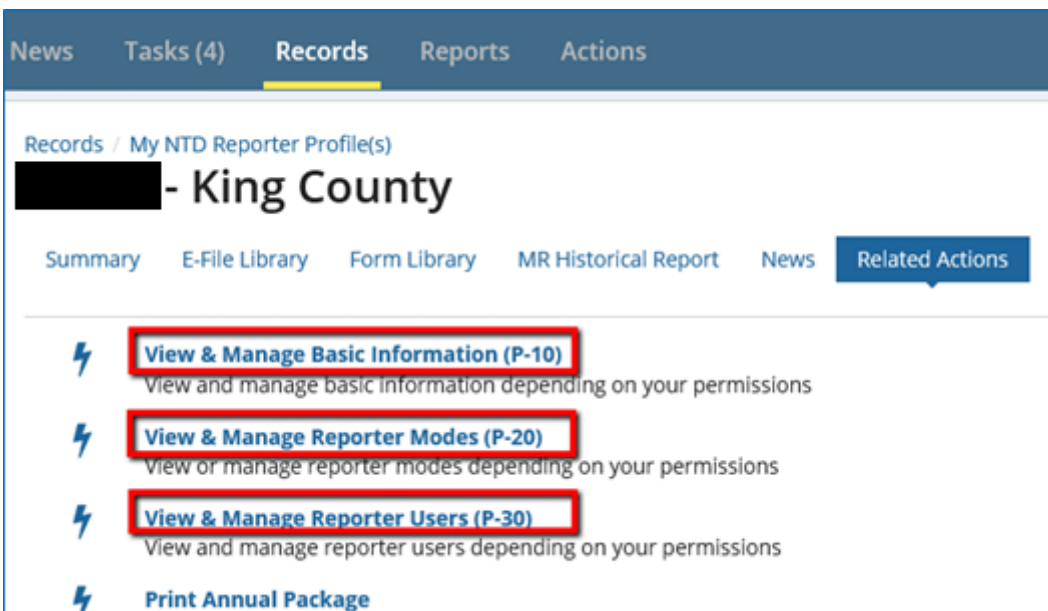 News Tasks (4) Records Reports Actions
Records / My NTD Reporter Profile(s)
- King County
Summary E-File Library Form Library MR Historical Report News Related Actions
View & Manage Basic Information (P-10)
View and manage basic information depending on your permissions
View & Manage Reporter Modes (P-20)
View or manage reporter modes depending on your permissions
View & Manage Reporter Users (P-30)
View and manage reporter users depending on your permissions
Print Annual Package